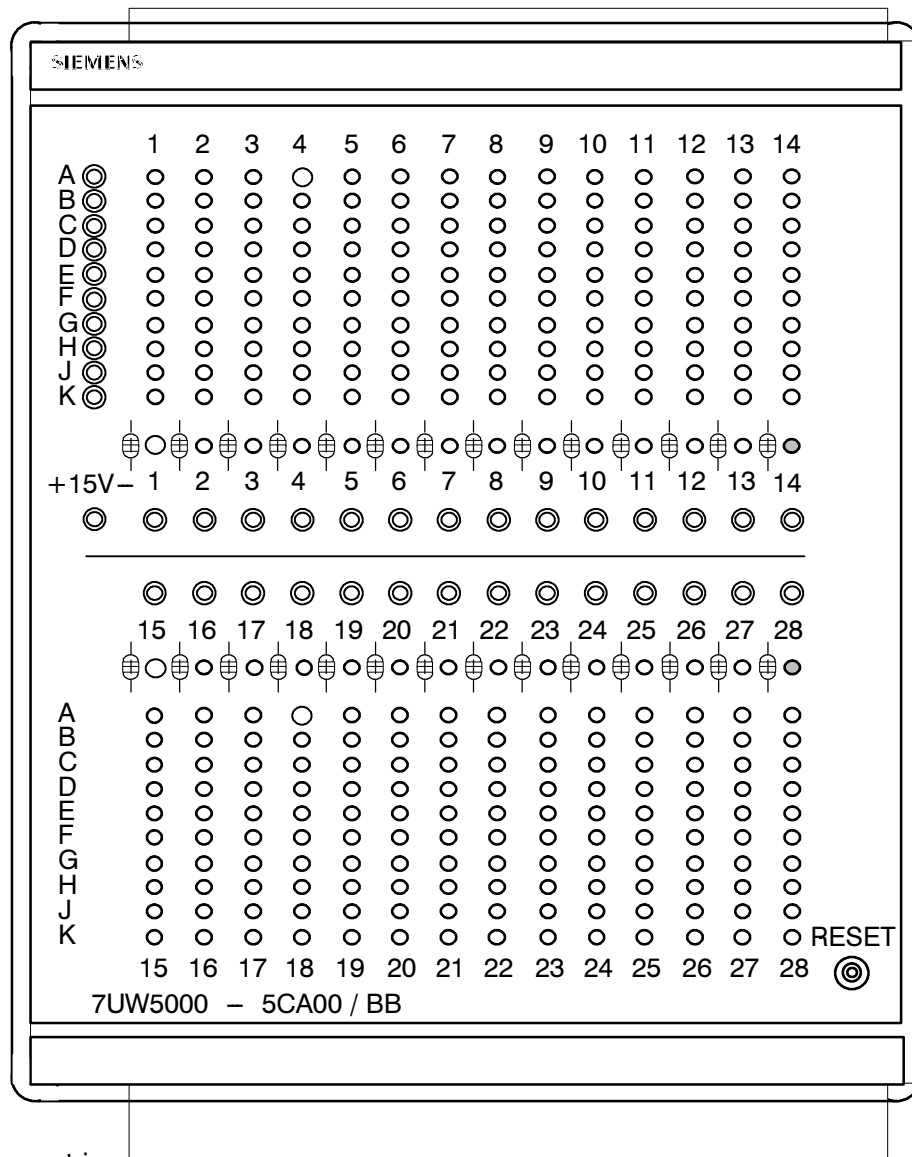 SIEMENS
1 2 3 4 5 6 7 8 9 10 11 12 13 14
A
B
C
D
E
F
G
H
J
K
+15V– 1 2 3 4 5 6 7 8 9 10 11 12 13 14
15 16 17 18 19 20 21 22 23 24 25 26 27 28
A
B
C
D
E
F
G
H
J
K RESET
15 16 17 18 19 20 21 22 23 24 25 26 27 28
7UW5000 – 5CA00 / BB